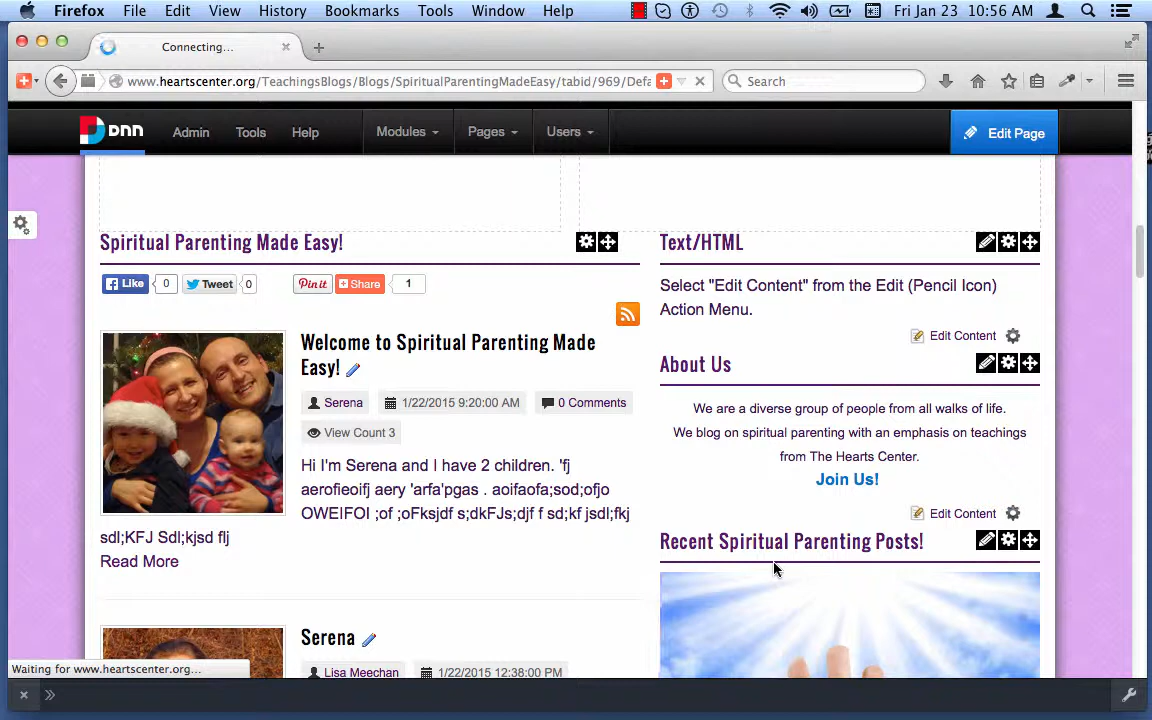 Firefox File Edit View History Bookmarks Tools Window Help Fri Jan 23 10:56 AM
Connecting...
www.heartscenter.org/TeachingsBlogs/Blogs/SpiritualParentingMadeEasy/tabid/969/Defa Search
DNN Admin Tools Help Modules Pages Users Edit Page
Spiritual Parenting Made Easy!
Like 0 Tweet 0 Pin it Share 1
Welcome to Spiritual Parenting Made
Easy!
Serena 1/22/2015 9:20:00 AM 0 Comments
View Count 3
Hi I'm Serena and I have 2 children. 'fj
aerofieoifj aery 'arfa'pgas . aoifaofa;sod;ofjo
OWEIFOI ;of ;oFksjdf s;dkFJs;djf f sd;kf jsdl;fkj
sdl;KFJ Sdl;kjsd flj
Read More
Serena
Lisa Meechan 1/22/2015 12:38:00 PM
Text/HTML
Select "Edit Content" from the Edit (Pencil Icon)
Action Menu.
Edit Content
About Us
We are a diverse group of people from all walks of life.
We blog on spiritual parenting with an emphasis on teachings
from The Hearts Center.
Join Us!
Edit Content
Recent Spiritual Parenting Posts!
Waiting for www.heartscenter.org...